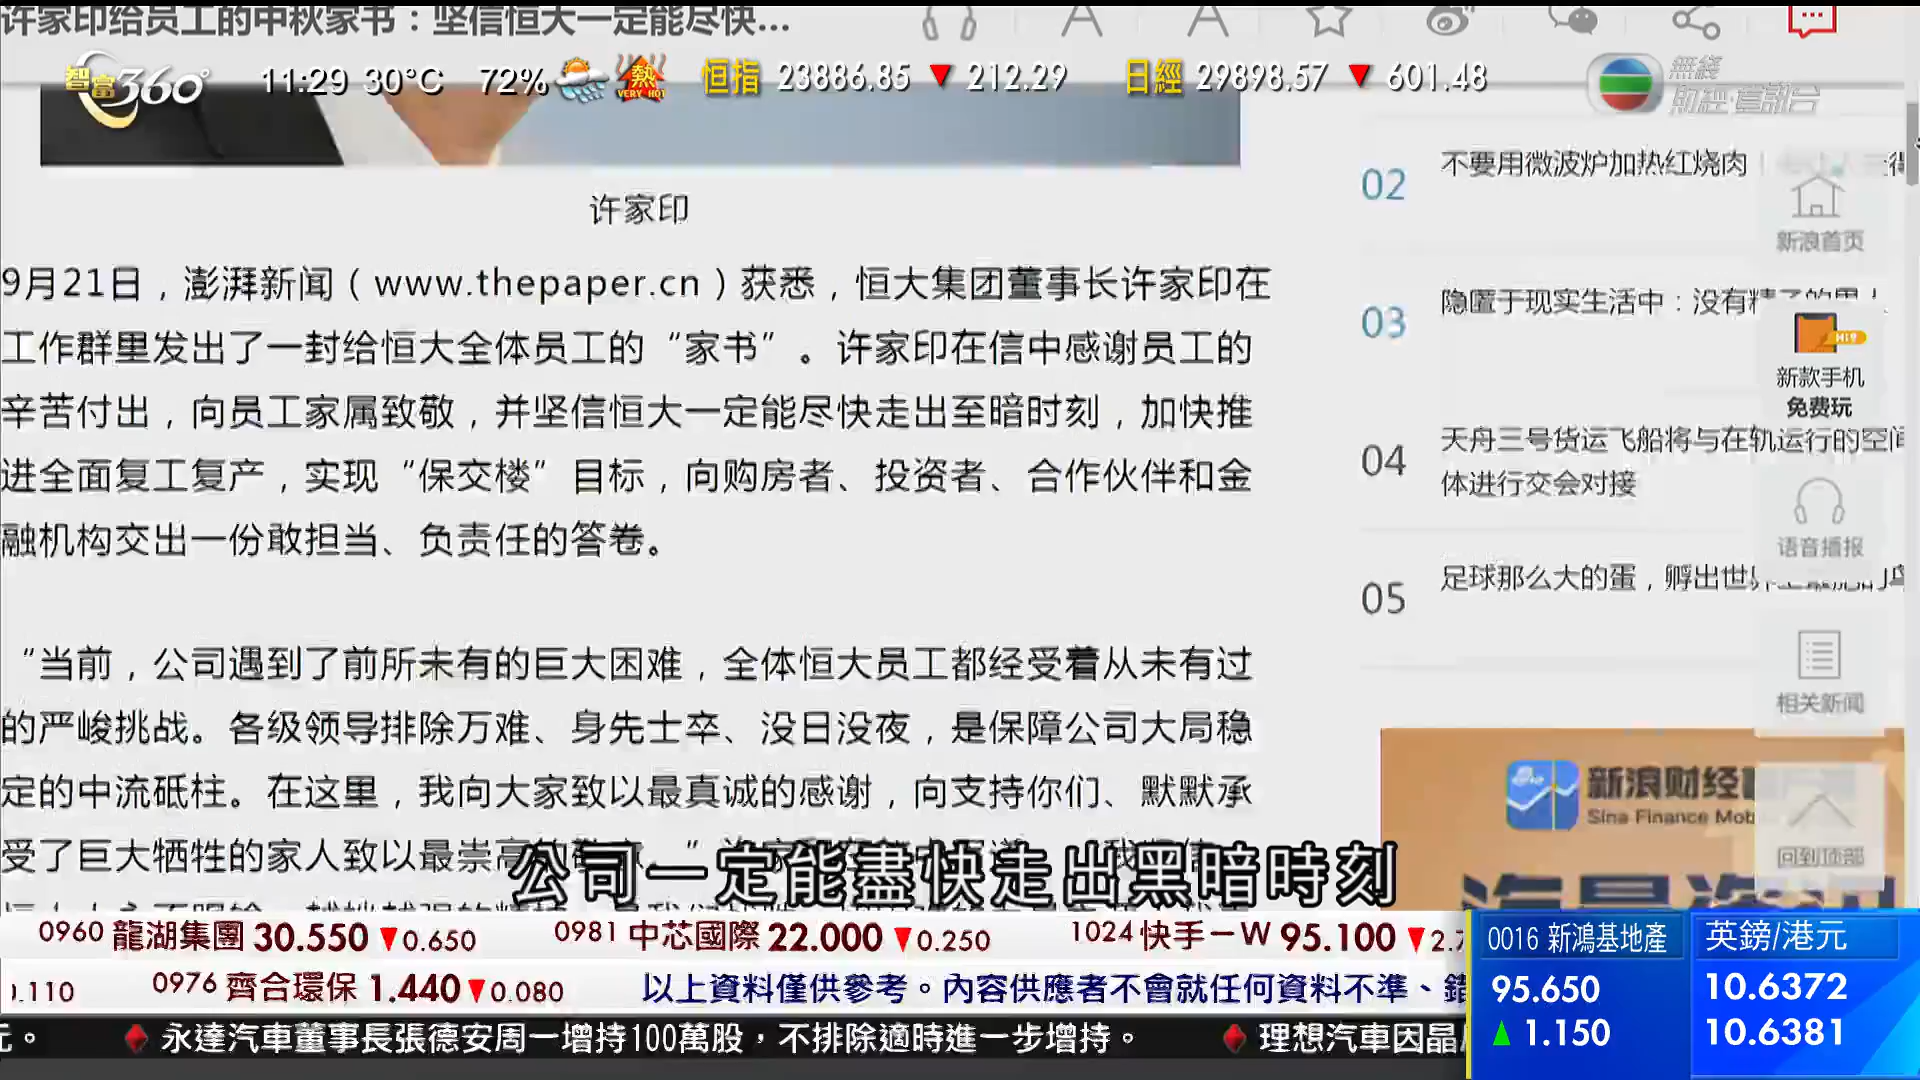 许家印给员工的中秋家书：坚信恒大一定能尽快...
智富360°
11:29 30°C 72%
熱
VERY HOT
恒指 23886.85 ▼ 212.29
日經 29898.57 ▼ 601.48
無綫
財經·資訊台
许家印
9月21日，澎湃新闻（www.thepaper.cn）获悉，恒大集团董事长许家印在
工作群里发出了一封给恒大全体员工的“家书”。许家印在信中感谢员工的
辛苦付出，向员工家属致敬，并坚信恒大一定能尽快走出至暗时刻，加快推
进全面复工复产，实现“保交楼”目标，向购房者、投资者、合作伙伴和金
融机构交出一份敢担当、负责任的答卷。
“当前，公司遇到了前所未有的巨大困难，全体恒大员工都经受着从未有过
的严峻挑战。各级领导排除万难、身先士卒、没日没夜，是保障公司大局稳
定的中流砥柱。在这里，我向大家致以最真诚的感谢，向支持你们、默默承
受了巨大牺牲的家人致以最崇高的
02 不要用微波炉加热红烧肉
03 隐匿于现实生活中：没有精子的男人
04 天舟三号货运飞船将与在轨运行的空间
体进行交会对接
05 足球那么大的蛋，孵出世界
新浪首页
新款手机
免费玩
语音播报
相关新闻
回到顶部
新浪财经
Sina Finance Mob
公司一定能盡快走出黑暗時刻
0960 龍湖集團 30.550 ▼0.650 0981 中芯國際 22.000 ▼0.250 1024 快手－W 95.100 ▼2.7
0.110 0976 齊合環保 1.440 ▼0.080 以上資料僅供參考。內容供應者不會就任何資料不準、錯
元。 永達汽車董事長張德安周一增持100萬股，不排除適時進一步增持。 理想汽車因晶
0016 新鴻基地產
95.650
▲ 1.150
英鎊/港元
10.6372
10.6381